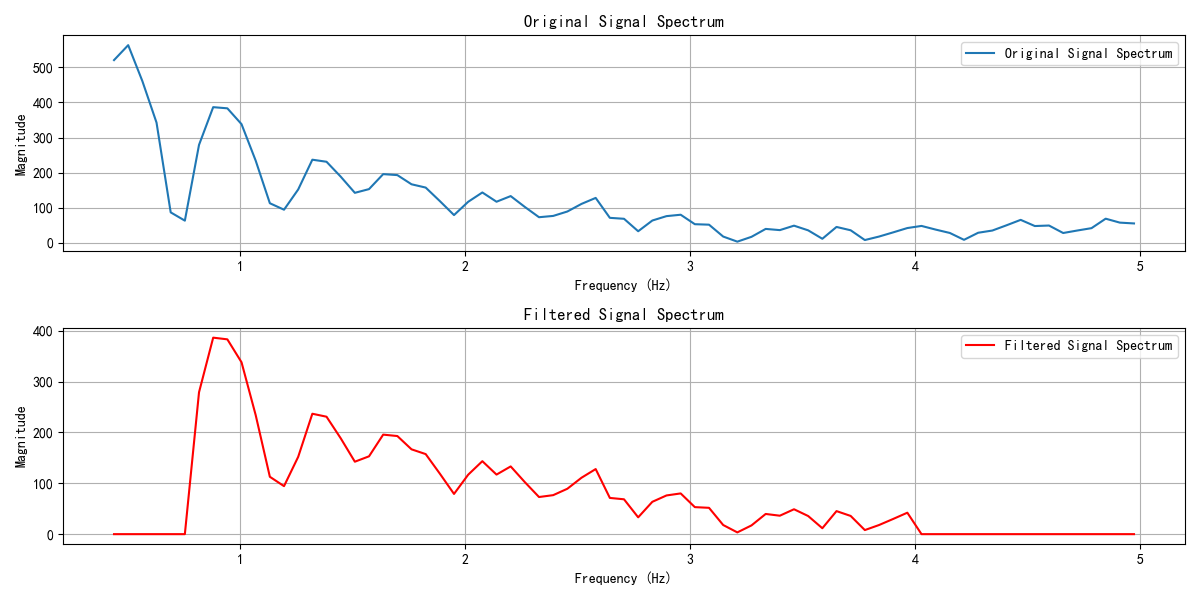 Original Signal Spectrum
Original Signal Spectrum
Magnitude
500
400
300
200
100
0
1
2
3
4
5
Frequency (Hz)
Filtered Signal Spectrum
Filtered Signal Spectrum
Magnitude
400
300
200
100
0
1
2
3
4
5
Frequency (Hz)